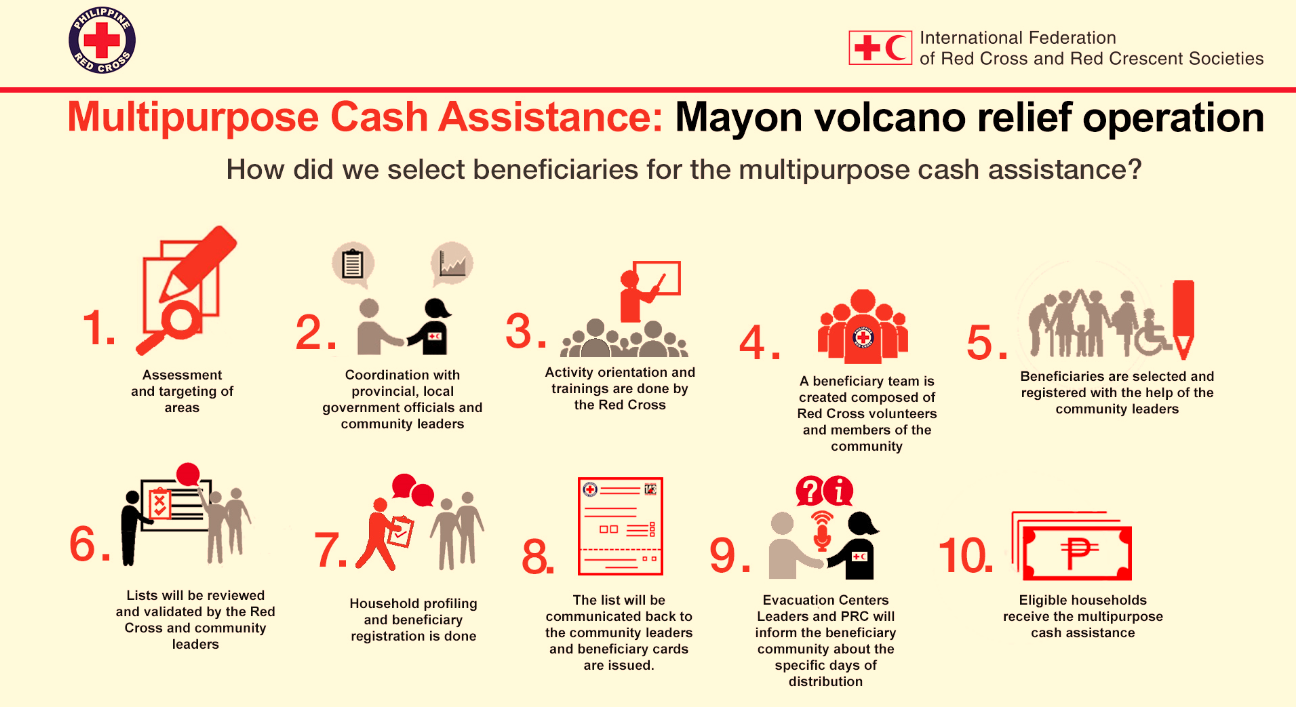 PHILIPPINE
RED CROSS
International Federation
of Red Cross and Red Crescent Societies
Multipurpose Cash Assistance: Mayon volcano relief operation
How did we select beneficiaries for the multipurpose cash assistance?
1.
Assessment
and targeting of
areas
2.
Coordination with
provincial, local
government officials and
community leaders
3.
Activity orientation and
trainings are done by
the Red Cross
4.
A beneficiary team is
created composed of
Red Cross volunteers
and members of the
community
5.
Beneficiaries are selected and
registered with the help of the
community leaders
6.
Lists will be reviewed
and validated by the Red
Cross and community
leaders
7.
Household profiling
and beneficiary
registration is done
8.
The list will be
communicated back to
the community leaders
and beneficiary cards
are issued.
9.
? i
Evacuation Centers
Leaders and PRC will
inform the beneficiary
community about the
specific days of
distribution
10.
₱
Eligible households
receive the multipurpose
cash assistance